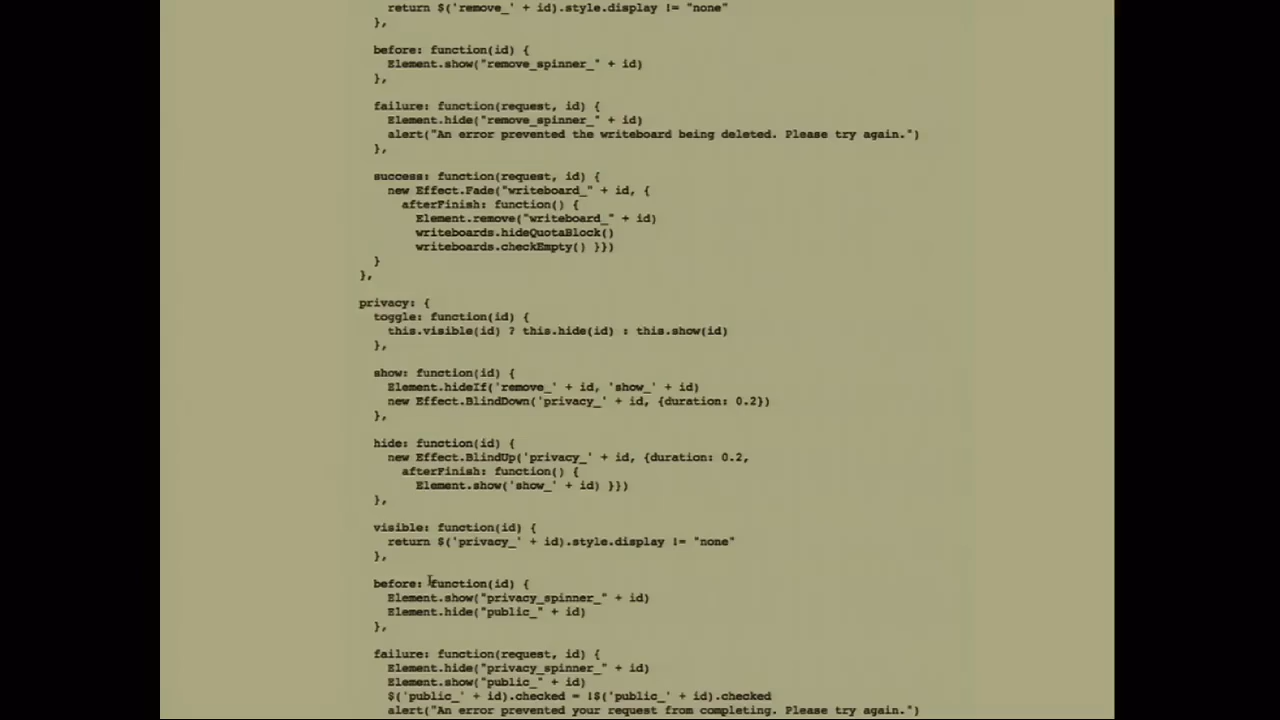 return $('remove_' + id).style.display != "none"
},
before: function(id) {
Element.show("remove_spinner_" + id)
},
failure: function(request, id) {
Element.hide("remove_spinner_" + id)
alert("An error prevented the writeboard being deleted. Please try again.")
},
success: function(request, id) {
new Effect.Fade("writeboard_" + id, {
afterFinish: function() {
Element.remove("writeboard_" + id)
writeboards.hideQuotaBlock()
writeboards.checkEmpty() }})
}
},
privacy: {
toggle: function(id) {
this.visible(id) ? this.hide(id) : this.show(id)
},
show: function(id) {
Element.hideIf('remove_' + id, 'show_' + id)
new Effect.BlindDown('privacy_' + id, {duration: 0.2})
},
hide: function(id) {
new Effect.BlindUp('privacy_' + id, {duration: 0.2,
afterFinish: function() {
Element.show('show_' + id) }})
},
visible: function(id) {
return $('privacy_' + id).style.display != "none"
},
before: function(id) {
Element.show("privacy_spinner_" + id)
Element.hide("public_" + id)
},
failure: function(request, id) {
Element.hide("privacy_spinner_" + id)
Element.show("public_" + id)
$('public_' + id).checked = !$('public_' + id).checked
alert("An error prevented your request from completing. Please try again.")